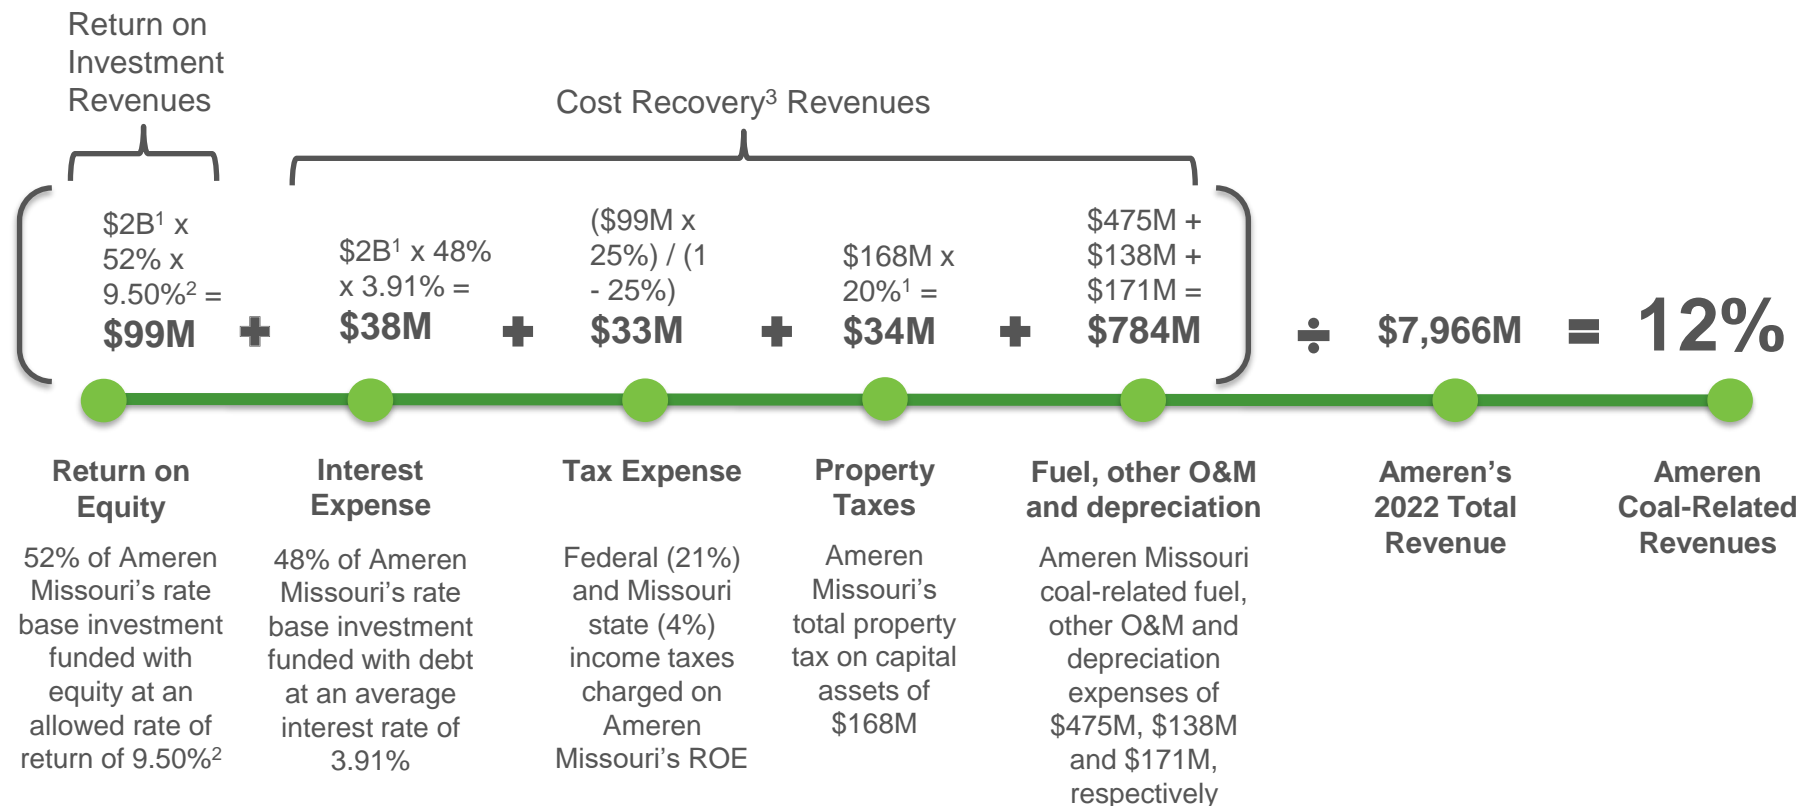 Return on
Investment
Revenues
Cost Recovery³ Revenues
$2B¹ x
52% x
9.50%² =
$99M
+
$2B¹ x 48%
x 3.91% =
$38M
+
($99M x
25%) / (1
- 25%)
$33M
+
$168M x
20%¹ =
$34M
+
$475M +
$138M +
$171M =
$784M
÷
$7,966M
=
12%
Return on
Equity
52% of Ameren
Missouri’s rate
base investment
funded with
equity at an
allowed rate of
return of 9.50%²
Interest
Expense
48% of Ameren
Missouri’s rate
base investment
funded with debt
at an average
interest rate of
3.91%
Tax Expense
Federal (21%)
and Missouri
state (4%)
income taxes
charged on
Ameren
Missouri’s ROE
Property
Taxes
Ameren
Missouri’s
total property
tax on capital
assets of
$168M
Fuel, other O&M
and depreciation
Ameren Missouri
coal-related fuel,
other O&M and
depreciation
expenses of
$475M, $138M
and $171M,
respectively
Ameren’s
2022 Total
Revenue
Ameren
Coal-Related
Revenues